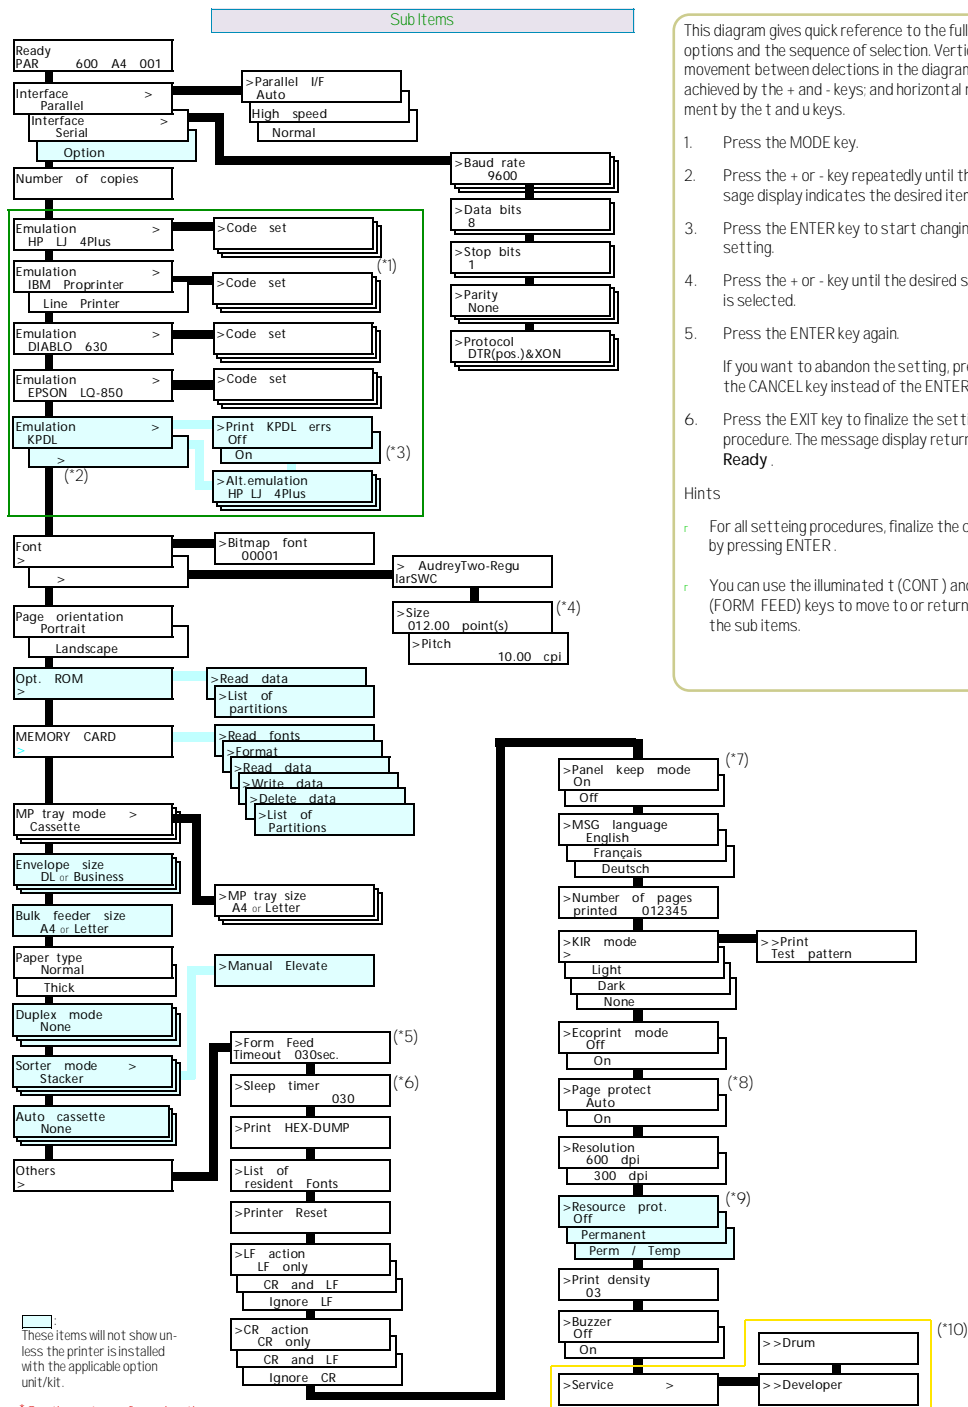 Sub Items
Ready
PAR 600 A4 001
Interface >
Parallel
Interface >
Serial
Option
Number of copies
>Parallel I/F
Auto
High speed
Normal
>Baud rate
9600
>Data bits
8
>Stop bits
1
>Parity
None
>Protocol
DTR(pos.)&XON
Emulation >
HP LJ 4Plus
>Code set
(*1)
Emulation >
IBM Proprinter
Line Printer
>Code set
Emulation >
DIABLO 630
>Code set
Emulation >
EPSON LQ-850
>Code set
Emulation >
KPDL
>
(*2)
>Print KPDL errs
Off
On
(*3)
>Alt.emulation
HP LJ 4Plus
Font
>
>
>Bitmap font
00001
> AudreyTwo-Regu
larSWC
>Size
012.00 point(s)
(*4)
>Pitch
10.00 cpi
Page orientation
Portrait
Landscape
Opt. ROM
>
>Read data
>List of
partitions
MEMORY CARD
>
>Read fonts
>Format
>Read data
>Write data
>Delete data
>List of
Partitions
MP tray mode >
Cassette
>MP tray size
A4 or Letter
Envelope size
DL or Business
Bulk feeder size
A4 or Letter
Paper type
Normal
Thick
Duplex mode
None
Sorter mode >
Stacker
>Manual Elevate
Auto cassette
None
Others
>
>Form Feed
Timeout 030sec.
(*5)
>Sleep timer
030
(*6)
>Print HEX-DUMP
>List of
resident Fonts
>Printer Reset
>LF action
LF only
CR and LF
Ignore LF
>CR action
CR only
CR and LF
Ignore CR
:
These items will not show un-
less the printer is installed
with the applicable option
unit/kit.
This diagram gives quick reference to the full
options and the sequence of selection.
movement between delections in the diagram
achieved by the + and - keys; and horizontal
ment by the t and u keys.
1. Press the MODE key.
2. Press the + or - key repeatedly until
sage display indicates the desired
3. Press the ENTER key to start
setting.
4. Press the + or - key until the desired
is selected.
5. Press the ENTER key again.
If you want to abandon the setting,
the CANCEL key instead of the ENTER
6. Press the EXIT key to finalize the
procedure. The message display
Ready .
Hints
r For all setteing procedures, finalize the
by pressing ENTER .
r You can use the illuminated t (CONT ) and
(FORM FEED) keys to move to or return
the sub items.
>Panel keep mode
On
Off
(*7)
>MSG language
English
Français
Deutsch
>Number of pages
printed 012345
>KIR mode
>
Light
Dark
None
>>Print
Test pattern
>Ecoprint mode
Off
On
>Page protect
Auto
On
(*8)
>Resolution
600 dpi
300 dpi
>Resource prot.
Off
Permanent
Perm / Temp
(*9)
>Print density
03
>Buzzer
Off
On
>Service >
>>Drum
>>Developer
(*10)